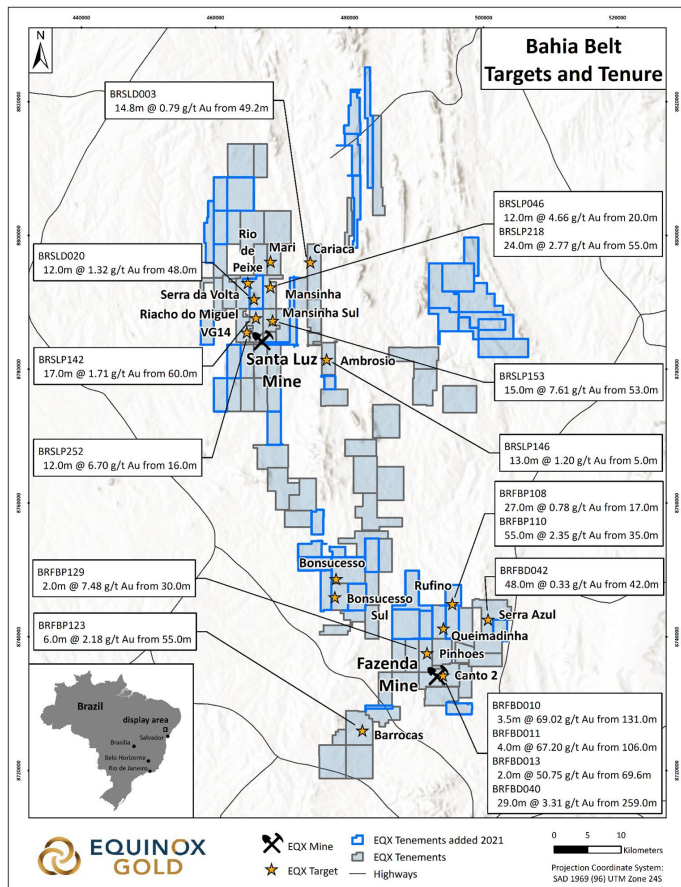 440000
460000
480000
500000
520000
N
Bahia Belt
Targets and Tenure
8820000
8820000
BRSLD003
14.8m @ 0.79 g/t Au from 49.2m
BRSLP046
12.0m @ 4.66 g/t Au from 20.0m
BRSLP218
24.0m @ 2.77 g/t Au from 55.0m
8800000
8800000
Rio
de
Peixe
Mari
Cariaca
BRSLD020
12.0m @ 1.32 g/t Au from 48.0m
Serra da Volta
Mansinha
Riacho do Miguel
Mansinha Sul
VG14
Santa Luz
Mine
Ambrosio
BRSLP142
17.0m @ 1.71 g/t Au from 60.0m
BRSLP153
15.0m @ 7.61 g/t Au from 53.0m
8780000
8780000
BRSLP252
12.0m @ 6.70 g/t Au from 16.0m
BRSLP146
13.0m @ 1.20 g/t Au from 5.0m
8760000
8760000
BRFBP108
27.0m @ 0.78 g/t Au from 17.0m
BRFBP110
55.0m @ 2.35 g/t Au from 35.0m
BRFBP129
2.0m @ 7.48 g/t Au from 30.0m
Bonsucesso
Bonsucesso
Sul
Rufino
BRFBD042
48.0m @ 0.33 g/t Au from 42.0m
Serra Azul
BRFBP123
6.0m @ 2.18 g/t Au from 55.0m
Queimadinha
8740000
8740000
Pinhoes
Fazenda
Mine
Canto 2
Barrocas
BRFBD010
3.5m @ 69.02 g/t Au from 131.0m
BRFBD011
4.0m @ 67.20 g/t Au from 106.0m
BRFBD013
2.0m @ 50.75 g/t Au from 69.6m
BRFBD040
29.0m @ 3.31 g/t Au from 259.0m
8720000
8720000
Brazil
display area
Salvador
Brasilia
Belo Horizonte
Rio de Janeiro
EQUINOX
GOLD
EQX Mine
EQX Target
EQX Tenements added 2021
EQX Tenements
Highways
0 5 10
Kilometers
Projection Coordinate System:
SAD 1969 (96) UTM Zone 24S